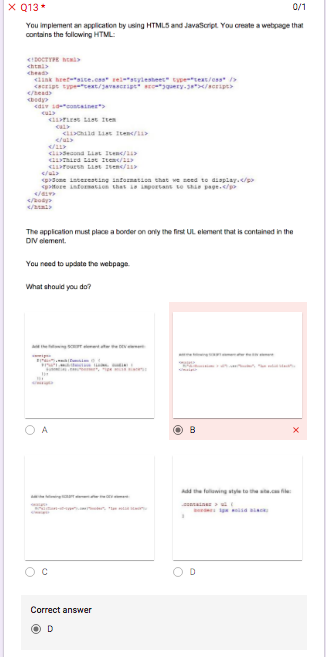 Q13 *
0/1
You implement an application by using HTML5 and JavaScript. You create a webpage that
contains the following HTML:
<!DOCTYPE html>
<html>
<head>
<link href="site.css" rel="stylesheet" type="text/css" />
<script type="text/javascript" src="jquery.js"></script>
</head>
<body>
<div id="container">
<ul>
<li>First List Item
<ul>
<li>Child List Item</li>
</ul>
</li>
<li>Second List Item</li>
<li>Third List Item</li>
<li>Fourth List Item</li>
</ul>
<p>Some interesting information that we need to display.</p>
<p>More information that is important to this page.</p>
</div>
</body>
</html>
The application must place a border on only the first UL element that is contained in the
DIV element.
You need to update the webpage.
What should you do?
Add the following SCRIPT element after the DIV element:
<script>
A
Add the following SCRIPT element after the DIV element:
<script>
B
Add the following SCRIPT element after the DIV element:
<script>
C
Add the following style to the site.css file:
container > ul {
border: 1px solid black;
}
D
Correct answer
D